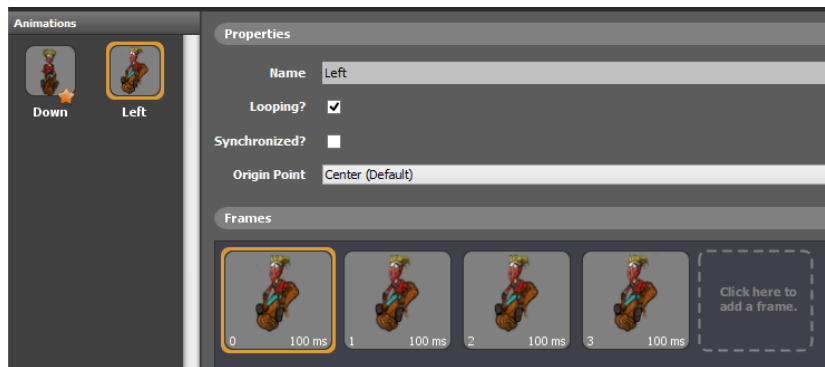 Animations
Down
Left
Properties
Name Left
Looping?
Synchronized?
Origin Point Center (Default)
Frames
0 100 ms
1 100 ms
2 100 ms
3 100 ms
Click here to
add a frame.